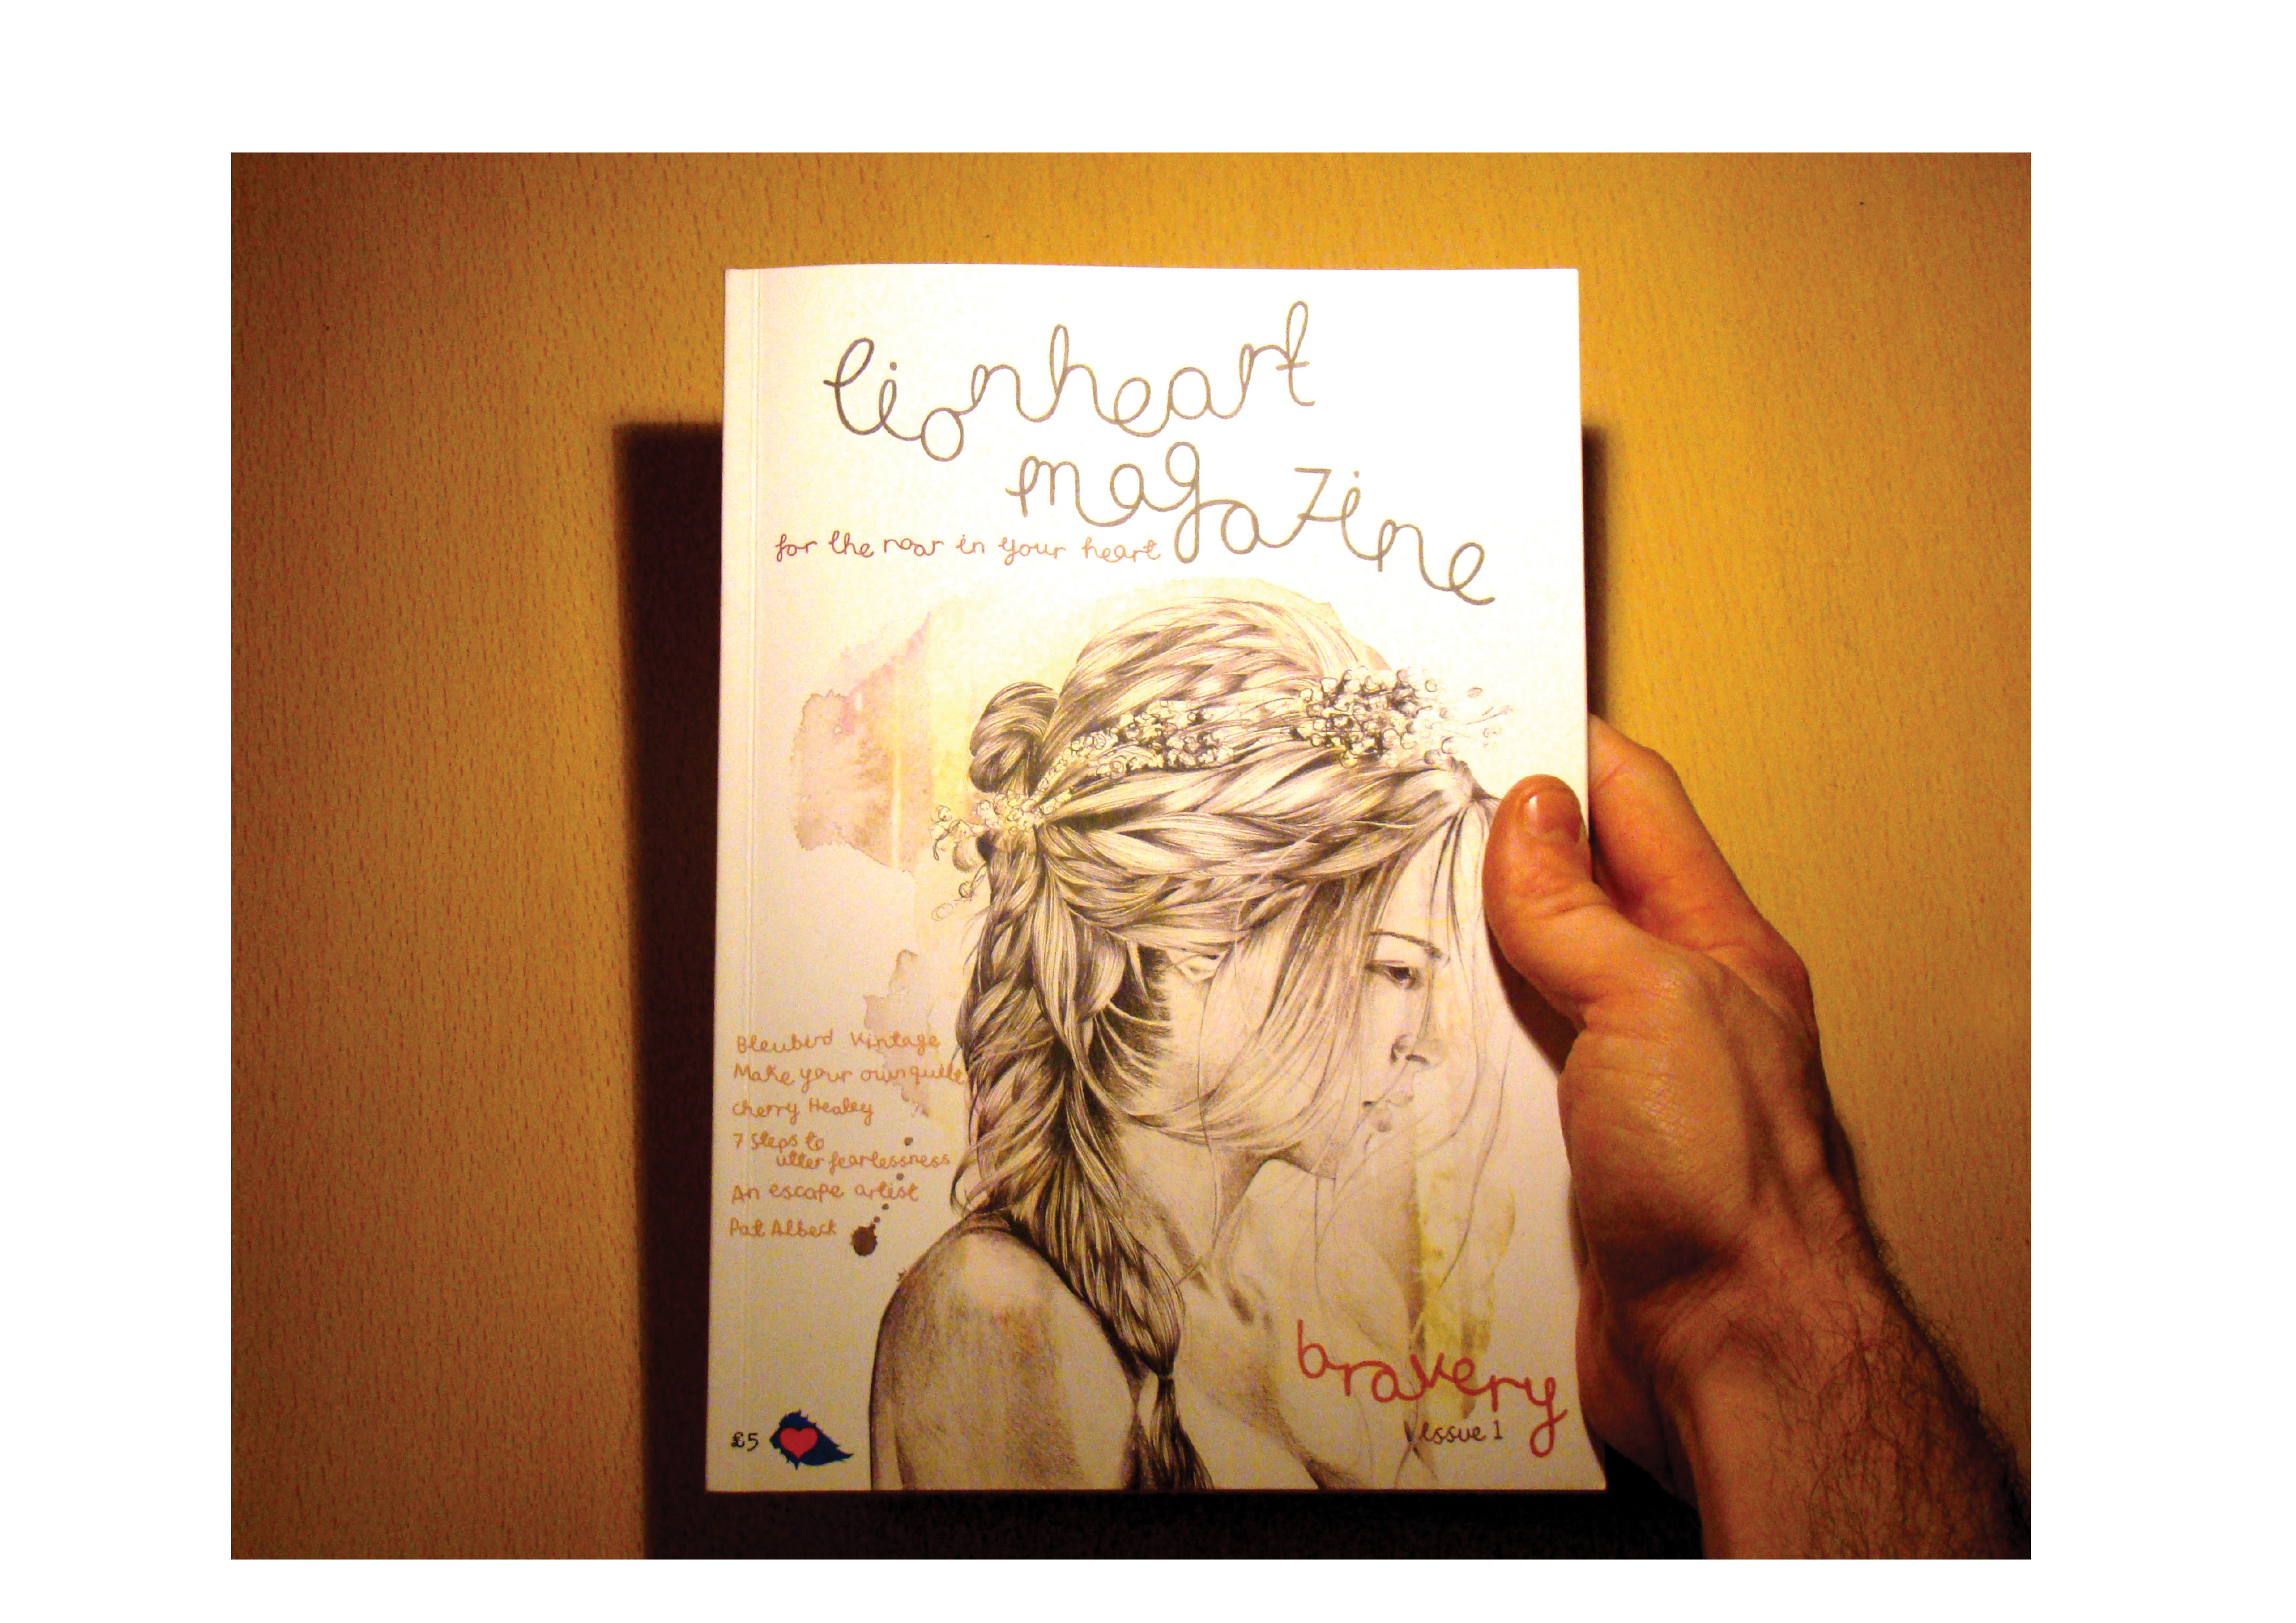 lionheart
magazine
for the roar in your heart
Bleubird Vintage
Make your own quilt
Cherry Healey
7 Steps to
utter fearlessness
An escape artist
Pat Albeck
bravery
issue 1
£5